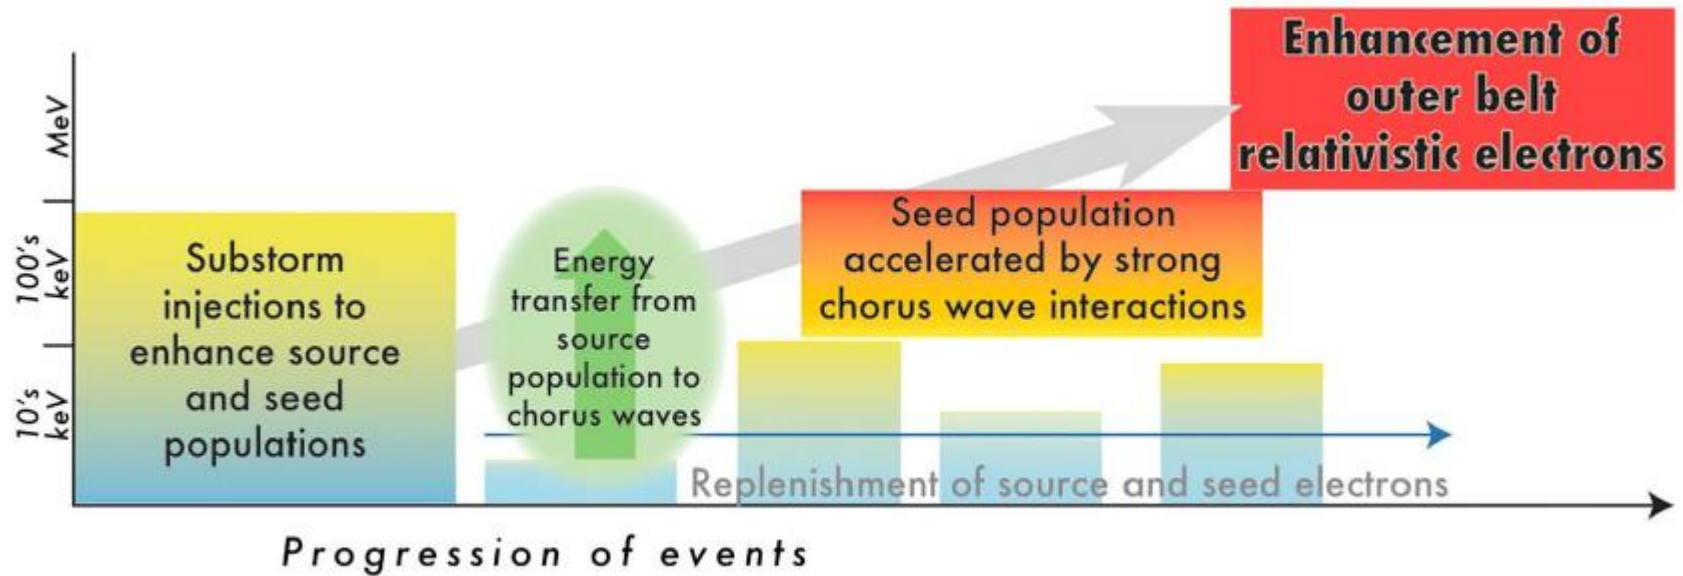 Enhancement of
outer belt
relativistic electrons
MeV
100's
keV
10's
keV
Substorm
injections to
enhance source
and seed
populations
Energy
transfer from
source
population to
chorus waves
Seed population
accelerated by strong
chorus wave interactions
Replenishment of source and seed electrons
Progression of events